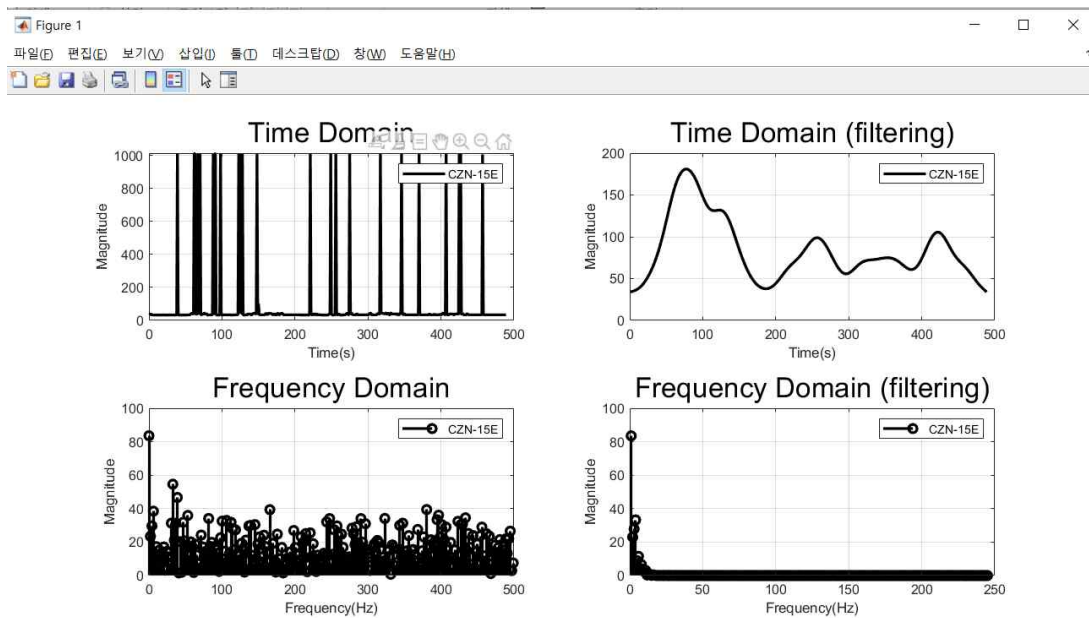 Figure 1
파일(F) 편집(E) 보기(V) 삽입(I) 툴(T) 데스크탑(D) 창(W) 도움말(H)
Time Domain
CZN-15E
Magnitude
1000
800
600
400
200
0
0 100 200 300 400 500
Time(s)
Time Domain (filtering)
CZN-15E
Magnitude
200
150
100
50
0
0 100 200 300 400 500
Time(s)
Frequency Domain
CZN-15E
Magnitude
100
80
60
40
20
0
0 100 200 300 400 500
Frequency(Hz)
Frequency Domain (filtering)
CZN-15E
Magnitude
100
80
60
40
20
0
0 50 100 150 200 250
Frequency(Hz)